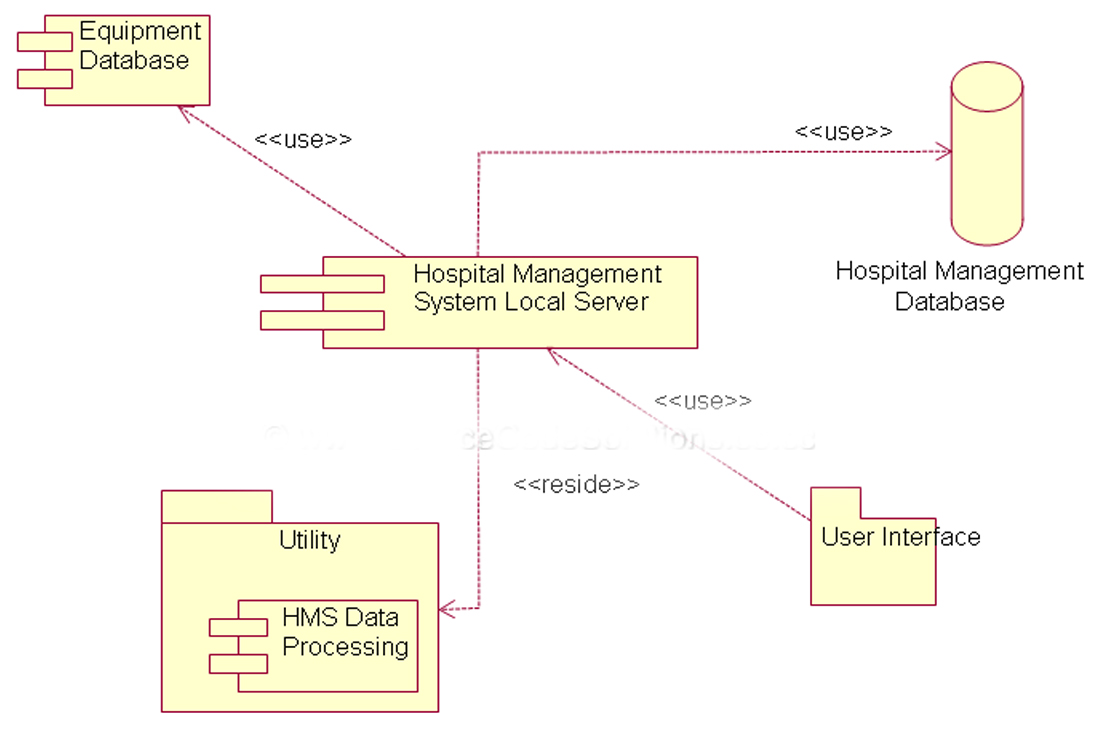 Equipment
Database
<<use>>
<<use>>
Hospital Management
System Local Server
Hospital Management
Database
<<use>>
<<reside>>
Utility
User Interface
HMS Data
Processing